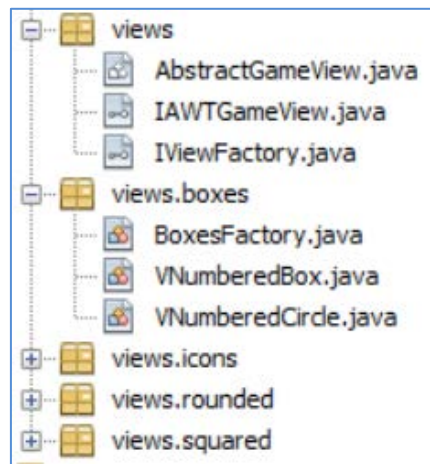 views
AbstractGameView.java
IAWTGameView.java
IViewFactory.java
views.boxes
BoxesFactory.java
VNumberedBox.java
VNumberedCircle.java
views.icons
views.rounded
views.squared